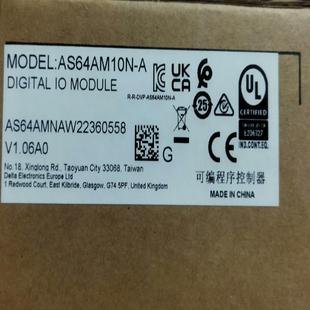 MODEL:AS64AM10N-A
DIGITAL IO MODULE
UK
CA
R-R-DVP-AS64AM10N-A
25
UL
CERTIFIED
E206727
IND.CONT.EQ.
AS64AMNAW22360558
V1.06A0
G
No.18, Xinglong Rd., Taoyuan City 33068, Taiwan
Delta Electronics Europe Ltd
1 Redwood Court, East Kilbride, Glasgow, G74 5PF, United Kingdom
可编程序控制器
MADE IN CHINA